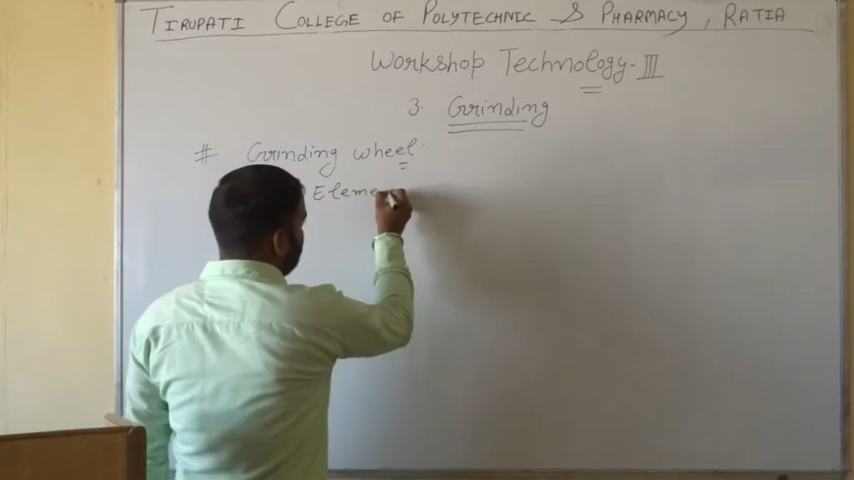 TIRUPATI COLLEGE OF POLYTECHNIC & PHARMACY, RATIA
Workshop Technology-III
3. Grinding
# Grinding wheel.
Eleme